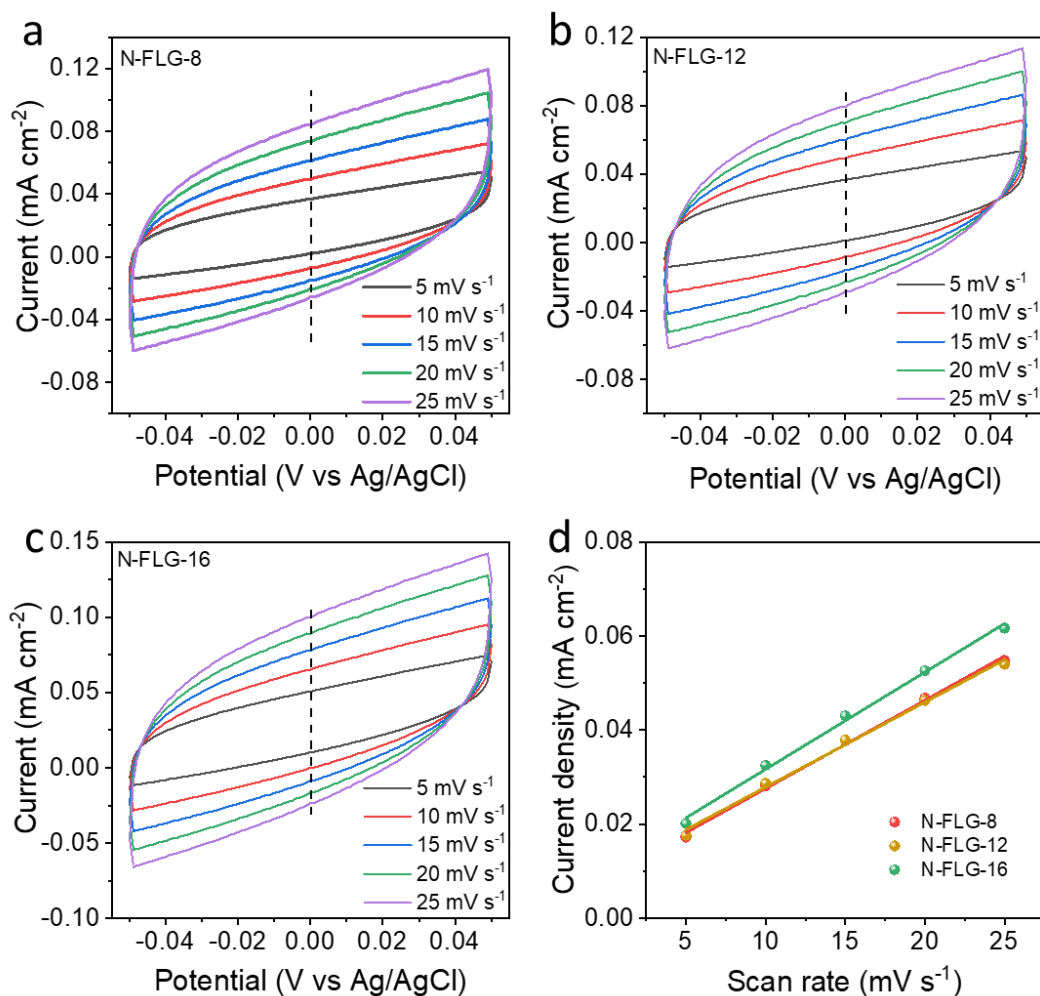 a
N-FLG-8
0.12
0.08
0.04
0.00
-0.04
-0.08
Current (mA cm-2)
5 mV s-1
10 mV s-1
15 mV s-1
20 mV s-1
25 mV s-1
-0.04 -0.02 0.00 0.02 0.04
Potential (V vs Ag/AgCl)
b
N-FLG-12
0.12
0.08
0.04
0.00
-0.04
-0.08
Current (mA cm-2)
5 mV s-1
10 mV s-1
15 mV s-1
20 mV s-1
25 mV s-1
-0.04 -0.02 0.00 0.02 0.04
Potential (V vs Ag/AgCl)
c
N-FLG-16
0.15
0.10
0.05
0.00
-0.05
-0.10
Current (mA cm-2)
5 mV s-1
10 mV s-1
15 mV s-1
20 mV s-1
25 mV s-1
-0.04 -0.02 0.00 0.02 0.04
Potential (V vs Ag/AgCl)
d
0.08
0.06
0.04
0.02
0.00
Current density (mA cm-2)
N-FLG-8
N-FLG-12
N-FLG-16
5 10 15 20 25
Scan rate (mV s-1)